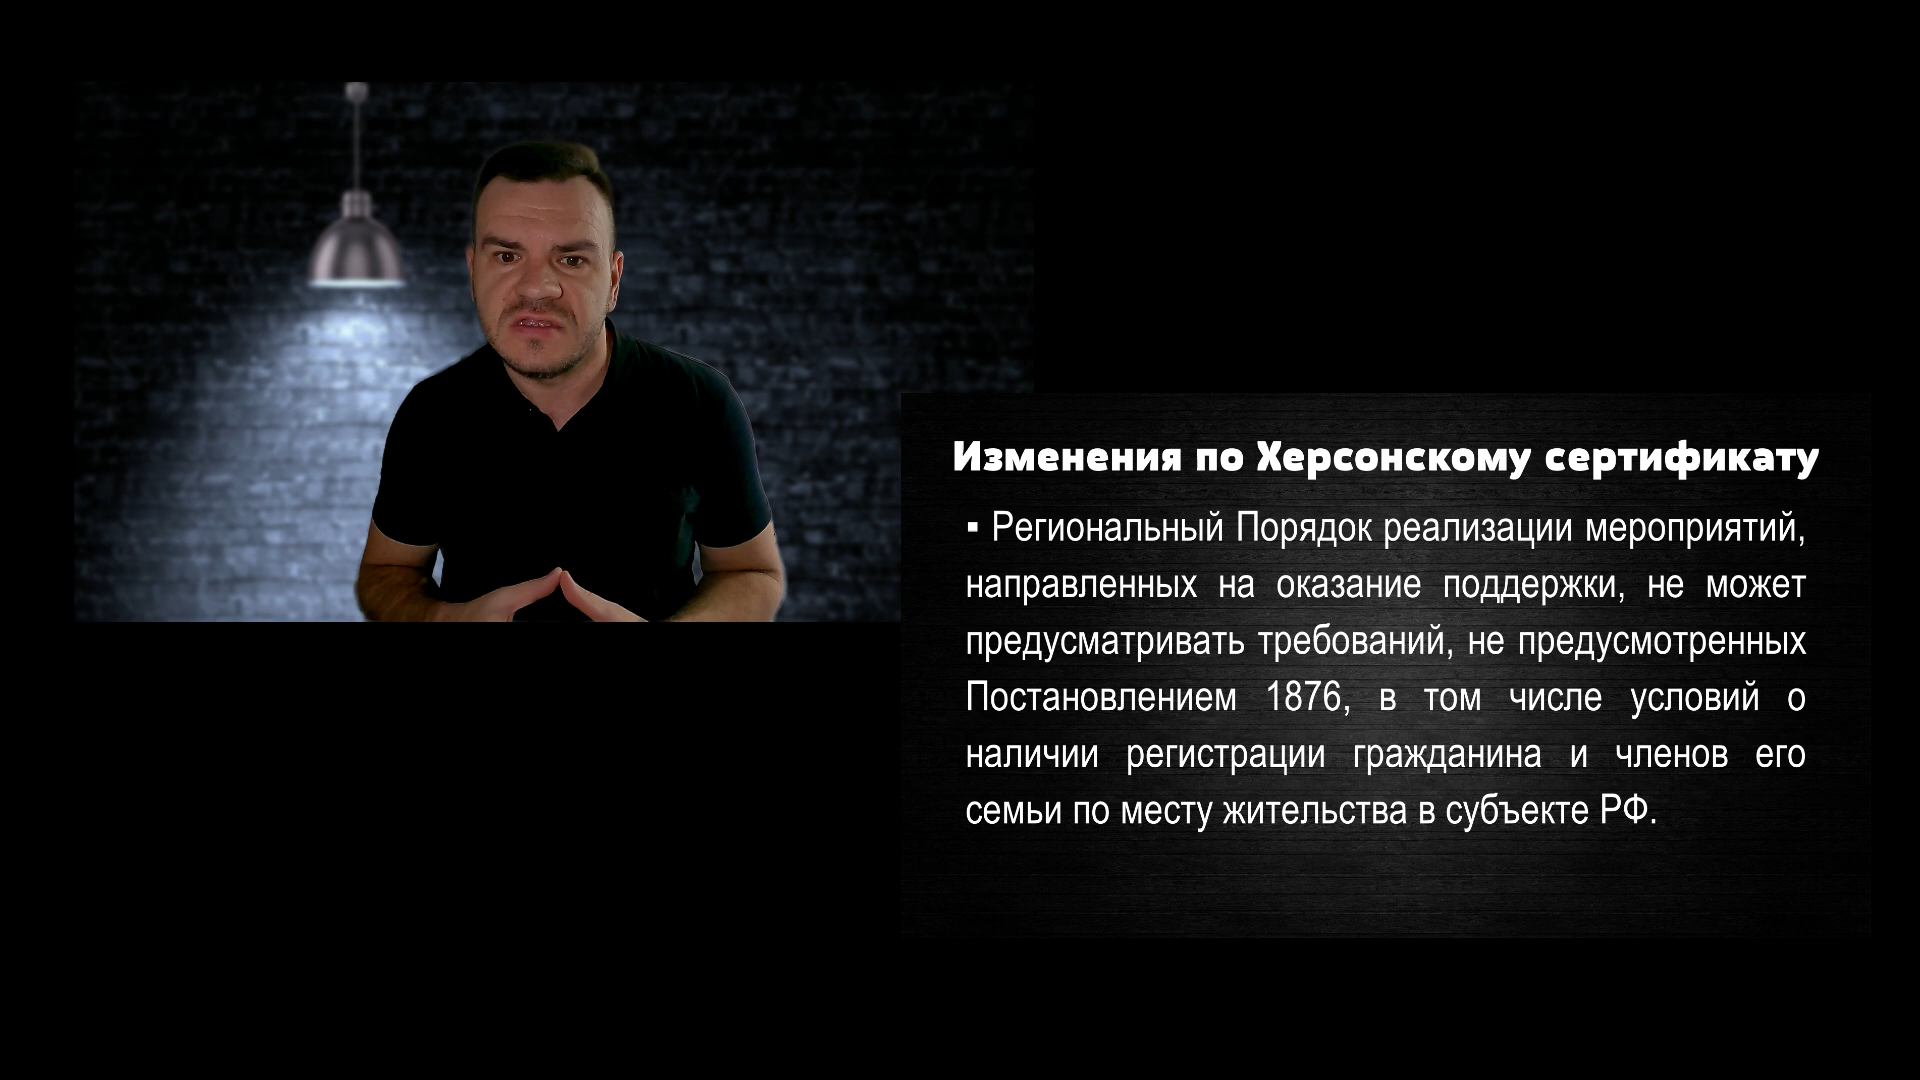 Изменения по Херсонскому сертификату
▪ Региональный Порядок реализации мероприятий,
направленных на оказание поддержки, не может
предусматривать требований, не предусмотренных
Постановлением 1876, в том числе условий о
наличии регистрации гражданина и членов его
семьи по месту жительства в субъекте РФ.